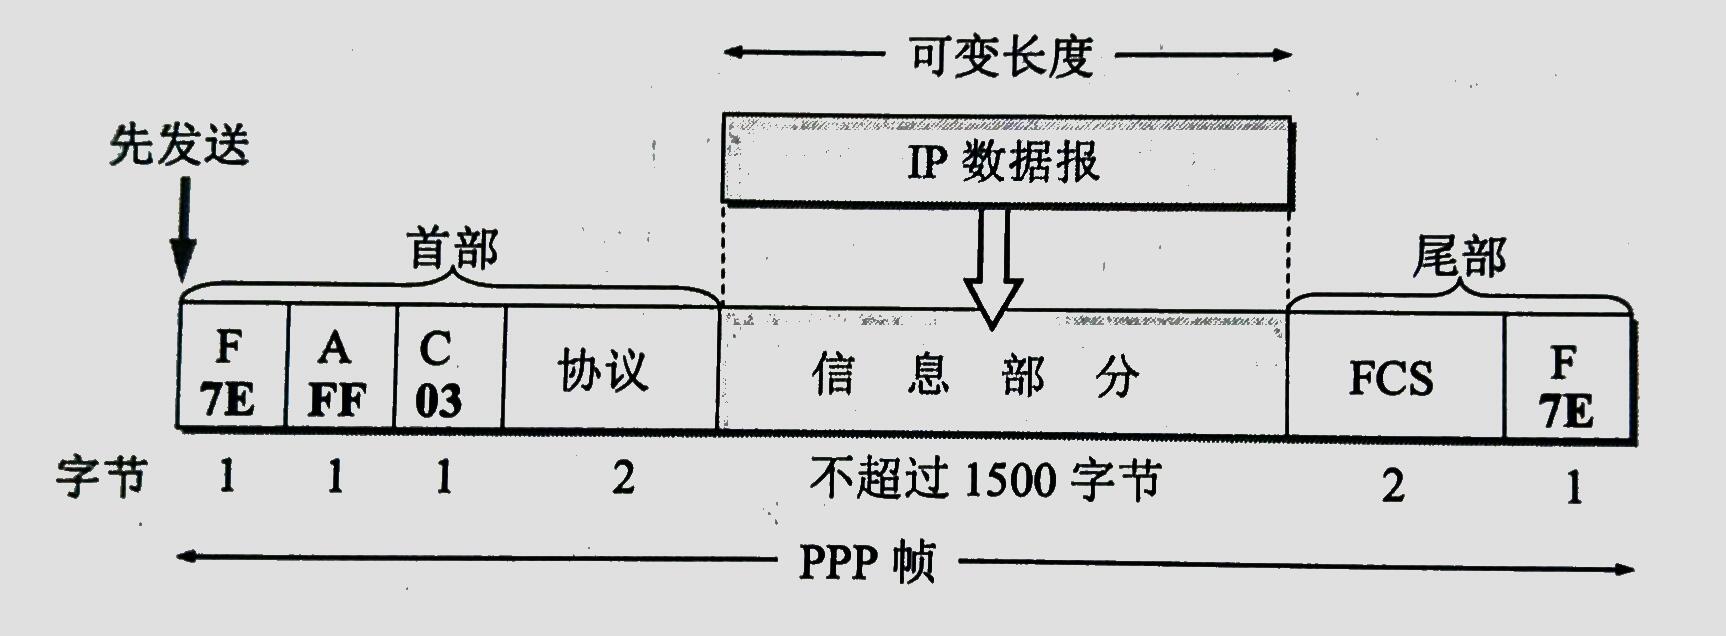 可变长度
先发送
IP 数据报
首部
尾部
F A C 协议 信息部分 FCS F
7E FF 03 7E
字节 1 1 1 2 不超过 1500 字节 2 1
PPP 帧